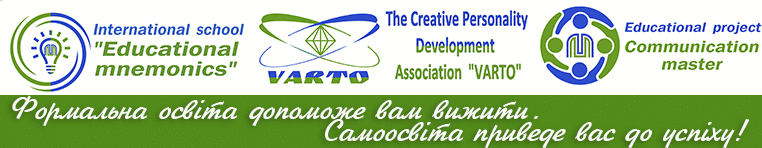 International school
"Educational
mnemonics"
VARTO
The Creative Personality
Development
Association "VARTO"
Educational project
Communication
master
Формальна освіта допоможе вам вижити.
Самоосвіта приведе вас до успіху!